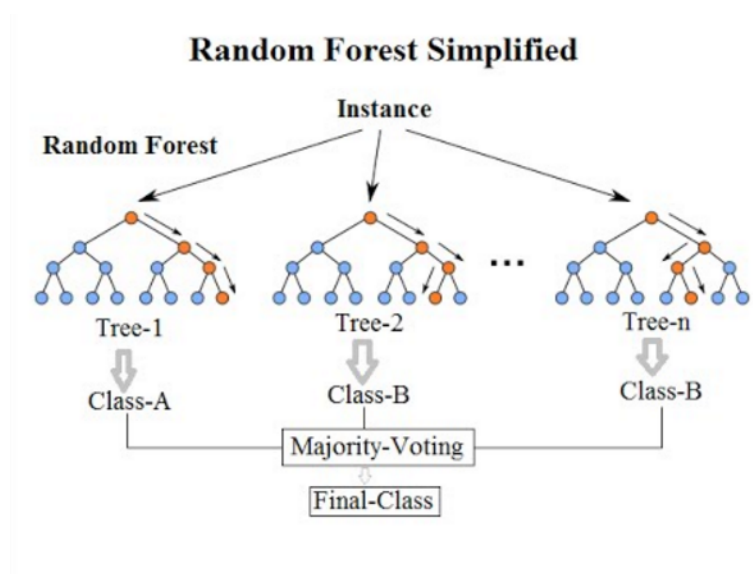 Random Forest Simplified
Instance
Random Forest
...
Tree-1
Tree-2
Tree-n
Class-A
Class-B
Class-B
Majority-Voting
Final-Class